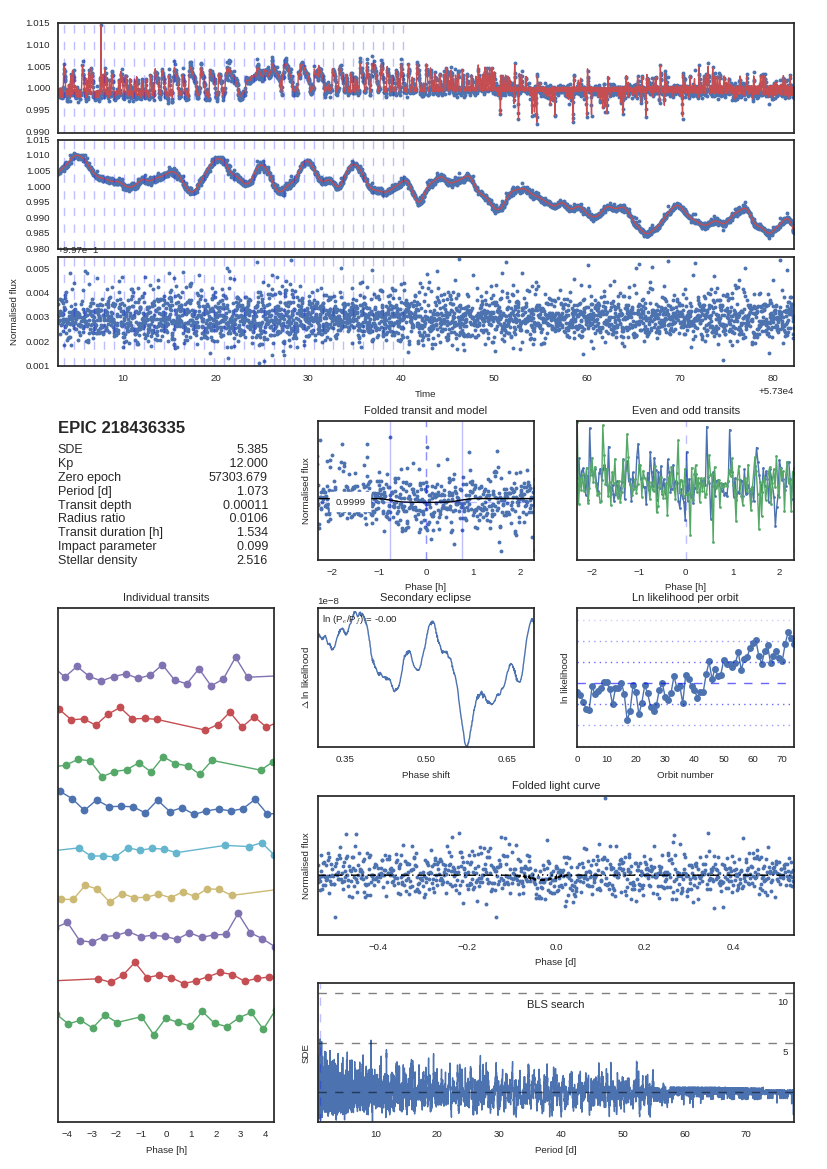 1.015
1.010
1.005
1.000
0.995
0.990
1.015
1.010
1.005
1.000
0.995
0.990
0.985
0.980
+9.97e−1
0.005
0.004
0.003
0.002
0.001
Normalised flux
10 20 30 40 50 60 70 80
Time
+5.73e4
EPIC 218436335
SDE 5.385
Kp 12.000
Zero epoch 57303.679
Period [d] 1.073
Transit depth 0.00011
Radius ratio 0.0106
Transit duration [h] 1.534
Impact parameter 0.099
Stellar density 2.516
Folded transit and model
Normalised flux
0.9999
−2 −1 0 1 2
Phase [h]
Even and odd transits
−2 −1 0 1 2
Phase [h]
Individual transits
−4 −3 −2 −1 0 1 2 3 4
Phase [h]
Secondary eclipse
1e−8
Δ ln likelihood
0.35 0.50 0.65
Phase shift
Ln likelihood per orbit
ln likelihood
0 10 20 30 40 50 60 70
Orbit number
Folded light curve
Normalised flux
−0.4 −0.2 0.0 0.2 0.4
Phase [d]
BLS search
10
5
SDE
10 20 30 40 50 60 70
Period [d]